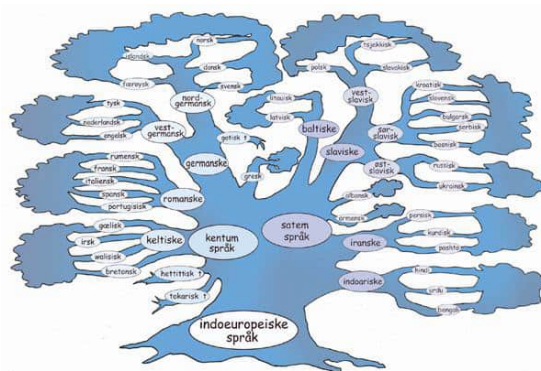 norsk
islandsk
dansk
færøysk
svensk
nord-
germansk
tysk
nederlandsk
engelsk
vest-
germansk
gotisk †
germanske
gresk
rumensk
fransk
italiensk
spansk
portugisisk
romanske
gælisk
irsk
walisisk
bretonsk
keltiske
kentum
språk
hettittisk †
tokarisk †
indoeuropeiske
språk
tsjekkisk
polsk
slovakisk
vest-
slavisk
litauisk
latvisk
baltiske
slaviske
kroatisk
slovensk
bulgarsk
serbisk
bosnisk
sør-
slavisk
øst-
slavisk
russisk
ukrainsk
albansk
armensk
satem
språk
iranske
persisk
kurdisk
pashto
indoariske
hindi
urdu
bengali